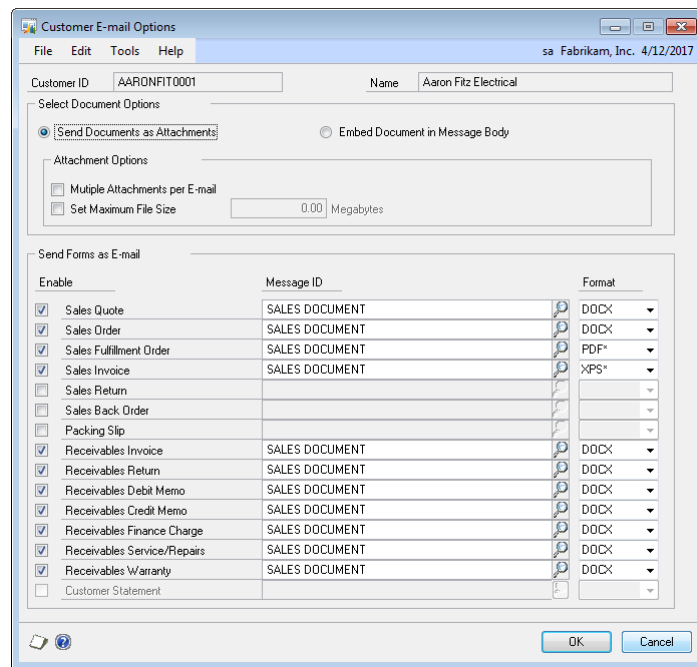 Customer E-mail Options
File Edit Tools Help sa Fabrikam, Inc. 4/12/2017
Customer ID AARONFIT0001 Name Aaron Fitz Electrical
Select Document Options
Send Documents as Attachments Embed Document in Message Body
Attachment Options
Mutiple Attachments per E-mail
Set Maximum File Size 0.00 Megabytes
Send Forms as E-mail
Enable Message ID Format
Sales Quote SALES DOCUMENT DOCX
Sales Order SALES DOCUMENT DOCX
Sales Fulfillment Order SALES DOCUMENT PDF*
Sales Invoice SALES DOCUMENT XPS*
Sales Return
Sales Back Order
Packing Slip
Receivables Invoice SALES DOCUMENT DOCX
Receivables Return SALES DOCUMENT DOCX
Receivables Debit Memo SALES DOCUMENT DOCX
Receivables Credit Memo SALES DOCUMENT DOCX
Receivables Finance Charge SALES DOCUMENT DOCX
Receivables Service/Repairs SALES DOCUMENT DOCX
Receivables Warranty SALES DOCUMENT DOCX
Customer Statement
OK Cancel